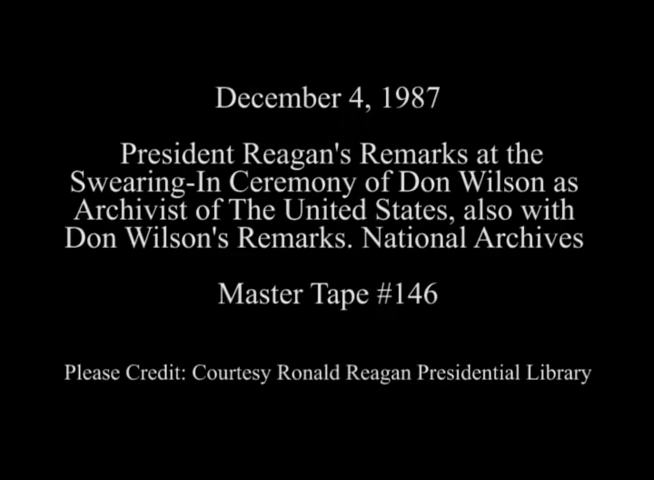 December 4, 1987
President Reagan's Remarks at the
Swearing-In Ceremony of Don Wilson as
Archivist of The United States, also with
Don Wilson's Remarks. National Archives
Master Tape #146
Please Credit: Courtesy Ronald Reagan Presidential Library